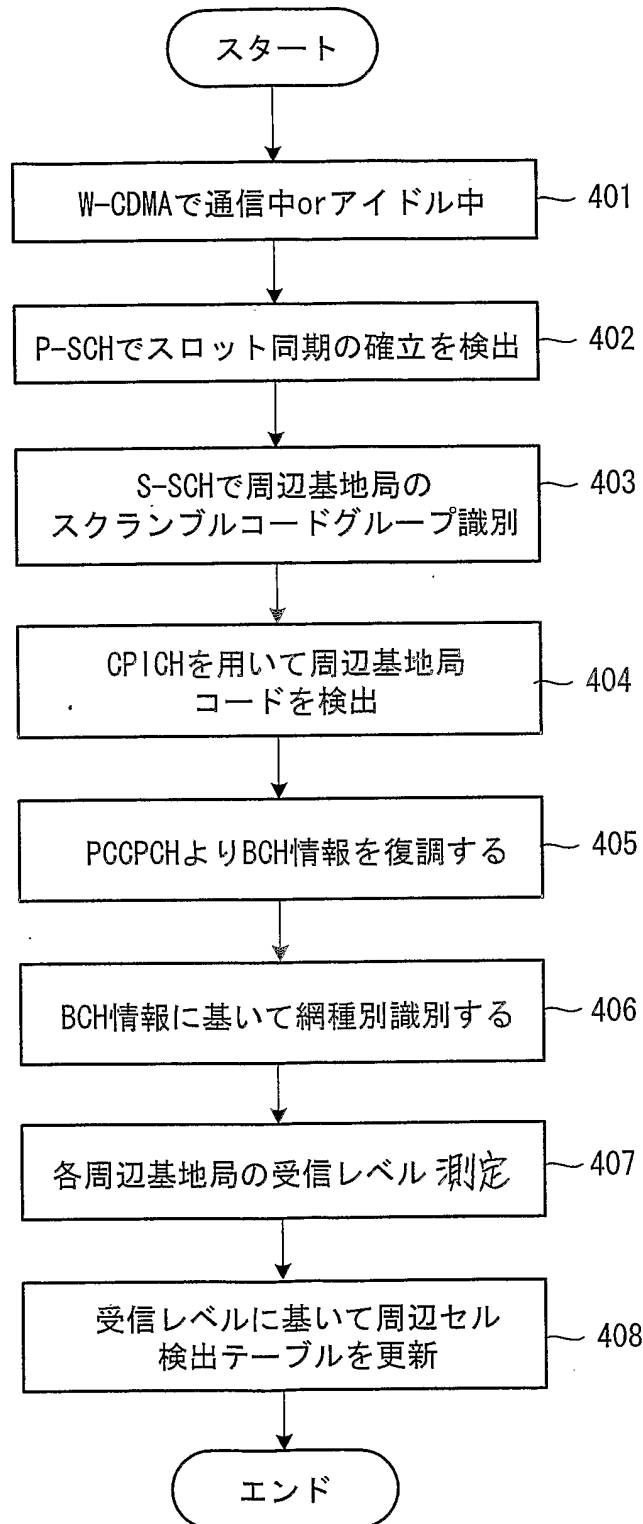 スタート
W-CDMAで通信中orアイドル中
401
P-SCHでスロット同期の確立を検出
402
S-SCHで周辺基地局の
スクランブルコードグループ識別
403
CPICHを用いて周辺基地局
コードを検出
404
PCCPCHよりBCH情報を復調する
405
BCH情報に基いて網種別識別する
406
各周辺基地局の受信レベル測定
407
受信レベルに基いて周辺セル
検出テーブルを更新
408
エンド